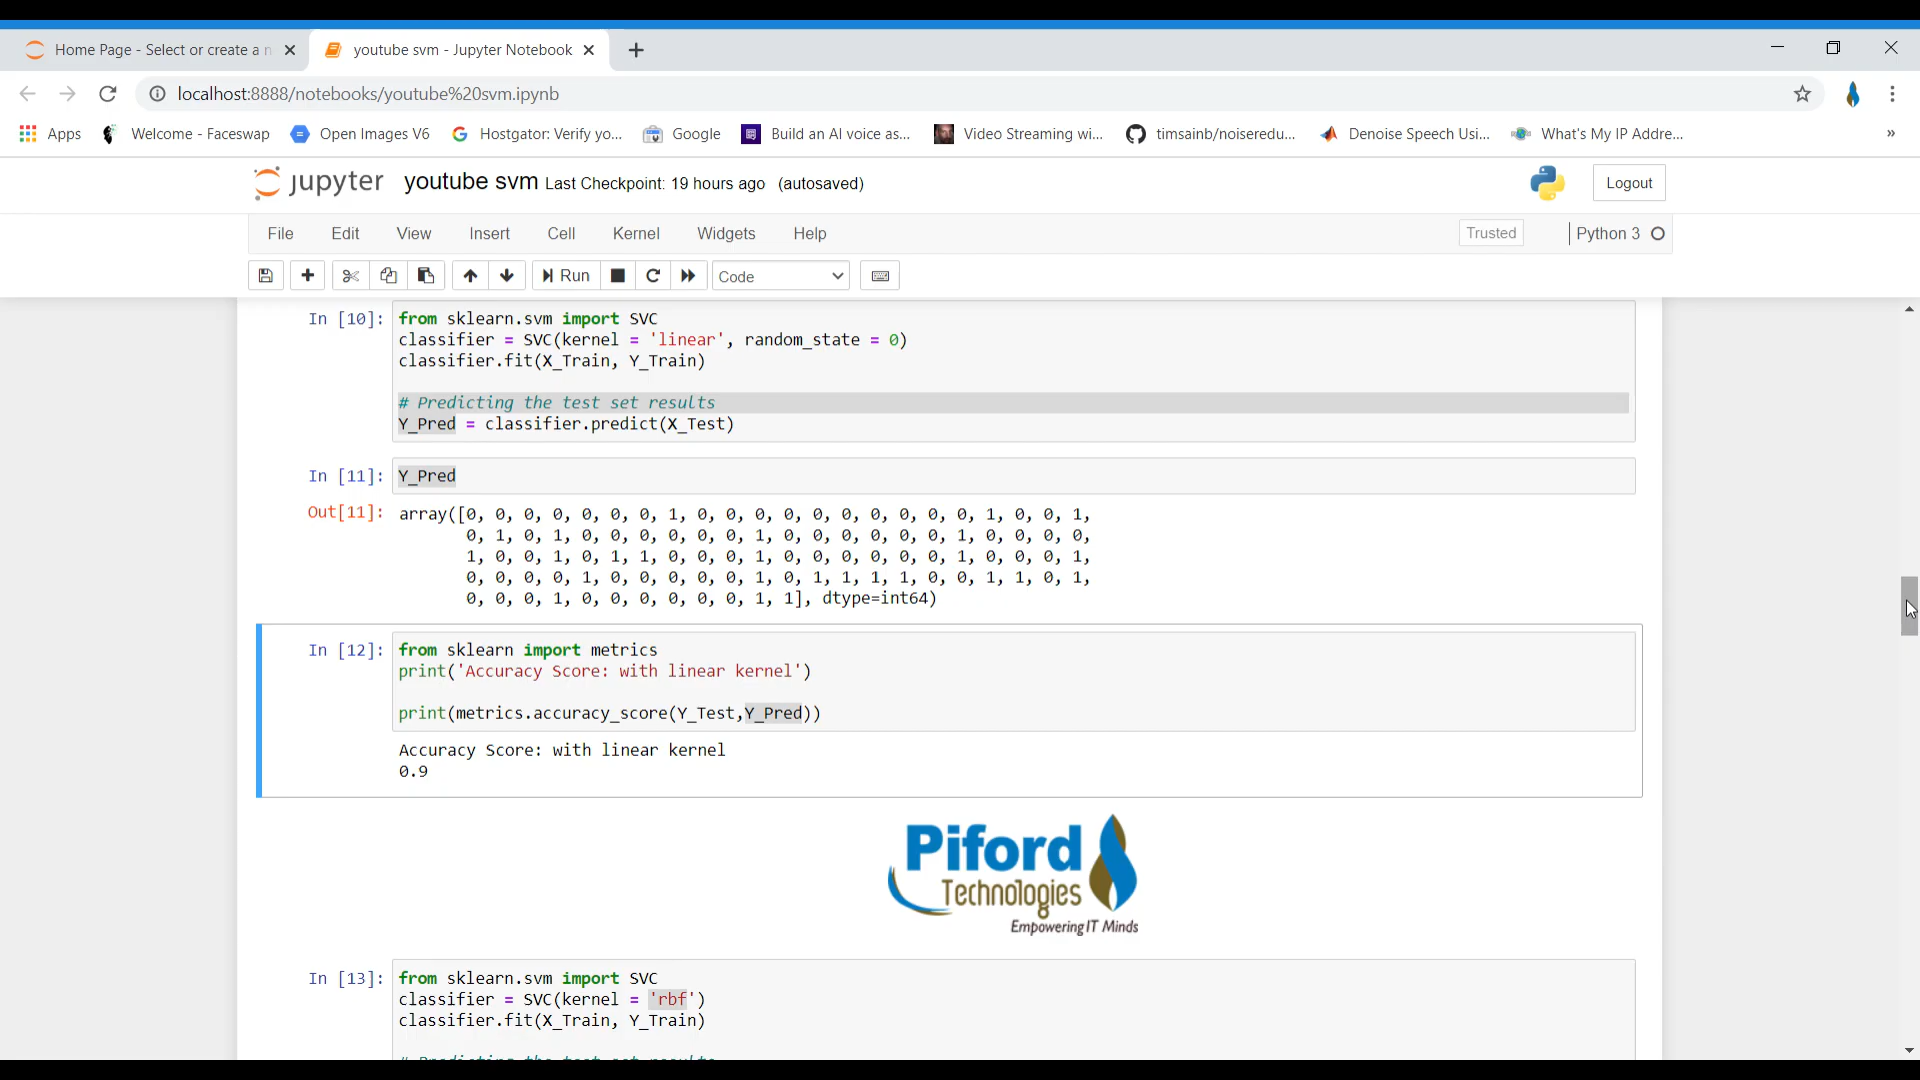 Home Page - Select or create a n
youtube svm - Jupyter Notebook
localhost:8888/notebooks/youtube%20svm.ipynb
Apps
Welcome - Faceswap
Open Images V6
Hostgator: Verify yo...
Google
Build an AI voice as...
Video Streaming wi...
timsainb/noiseredu...
Denoise Speech Usi...
What's My IP Addre...
»
jupyter youtube svm Last Checkpoint: 19 hours ago (autosaved)
Logout
File Edit View Insert Cell Kernel Widgets Help
Trusted
Python 3
Run
Code
In [10]: from sklearn.svm import SVC
classifier = SVC(kernel = 'linear', random_state = 0)
classifier.fit(X_Train, Y_Train)
# Predicting the test set results
Y_Pred = classifier.predict(X_Test)
In [11]: Y_Pred
Out[11]: array([0, 0, 0, 0, 0, 0, 0, 1, 0, 0, 0, 0, 0, 0, 0, 0, 0, 0, 1, 0, 0, 1,
0, 1, 0, 1, 0, 0, 0, 0, 0, 0, 1, 0, 0, 0, 0, 0, 0, 1, 0, 0, 0, 0,
1, 0, 0, 1, 0, 1, 1, 0, 0, 0, 1, 0, 0, 0, 0, 0, 0, 1, 0, 0, 0, 1,
0, 0, 0, 0, 1, 0, 0, 0, 0, 0, 1, 0, 1, 1, 1, 1, 0, 0, 1, 1, 0, 1,
0, 0, 0, 1, 0, 0, 0, 0, 0, 0, 1, 1], dtype=int64)
In [12]: from sklearn import metrics
print('Accuracy Score: with linear kernel')
print(metrics.accuracy_score(Y_Test,Y_Pred))
Accuracy Score: with linear kernel
0.9
Piford
Technologies
Empowering IT Minds
In [13]: from sklearn.svm import SVC
classifier = SVC(kernel = 'rbf')
classifier.fit(X_Train, Y_Train)
# Predicting the test set results